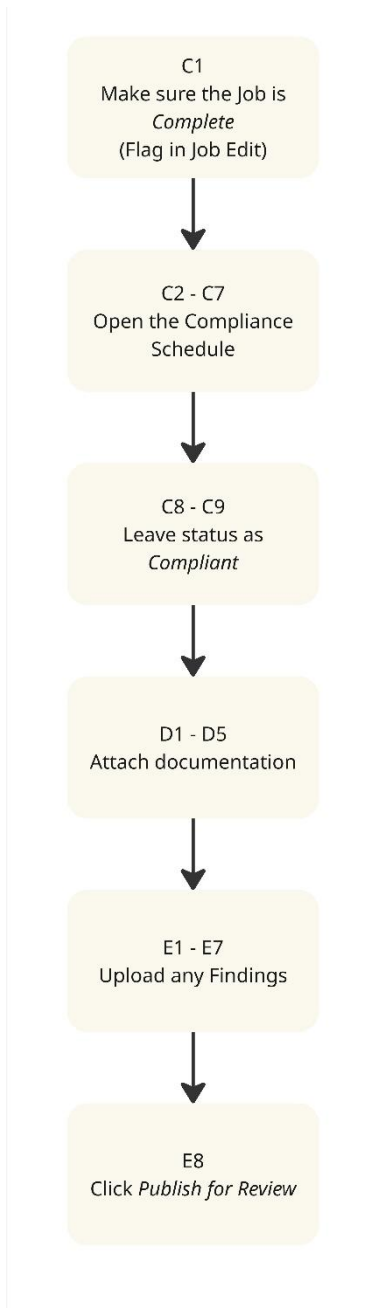 C1
Make sure the Job is
Complete
(Flag in Job Edit)
C2 - C7
Open the Compliance
Schedule
C8 - C9
Leave status as
Compliant
D1 - D5
Attach documentation
E1 - E7
Upload any Findings
E8
Click Publish for Review